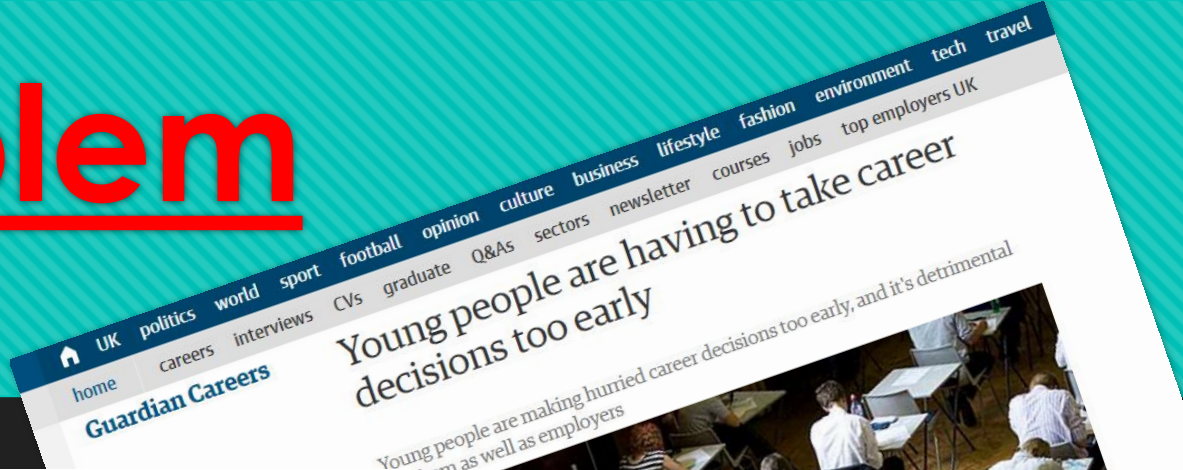 lem
UK politics world sport football opinion culture business lifestyle fashion environment tech travel
home careers interviews CVs graduate Q&As sectors newsletter courses jobs top employers UK
Guardian Careers
Young people are having to take career
decisions too early
Young people are making hurried career decisions too early, and it's detrimental
as well as employers